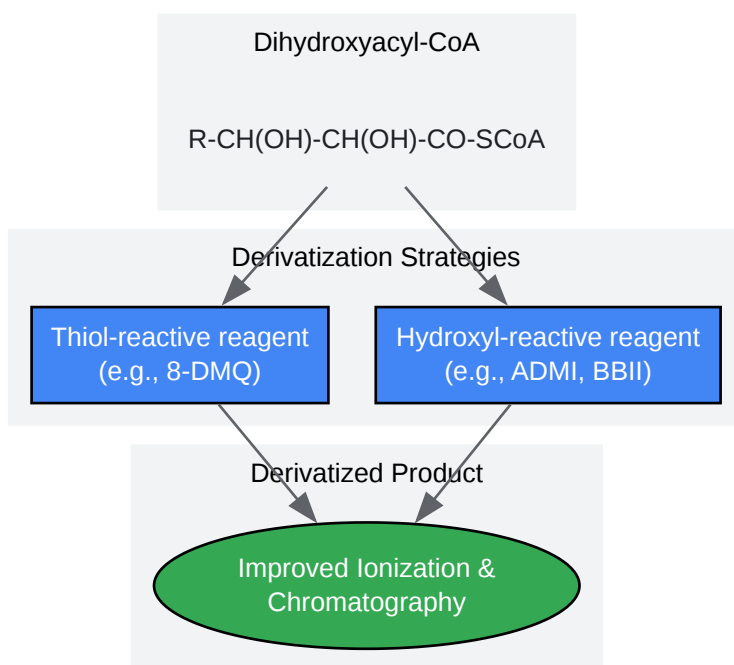 Dihydroxyacyl-CoA
R-CH(OH)-CH(OH)-CO-SCoA
Derivatization Strategies
Thiol-reactive reagent
(e.g., 8-DMQ)
Hydroxyl-reactive reagent
(e.g., ADMI, BBII)
Derivatized Product
Improved Ionization &
Chromatography